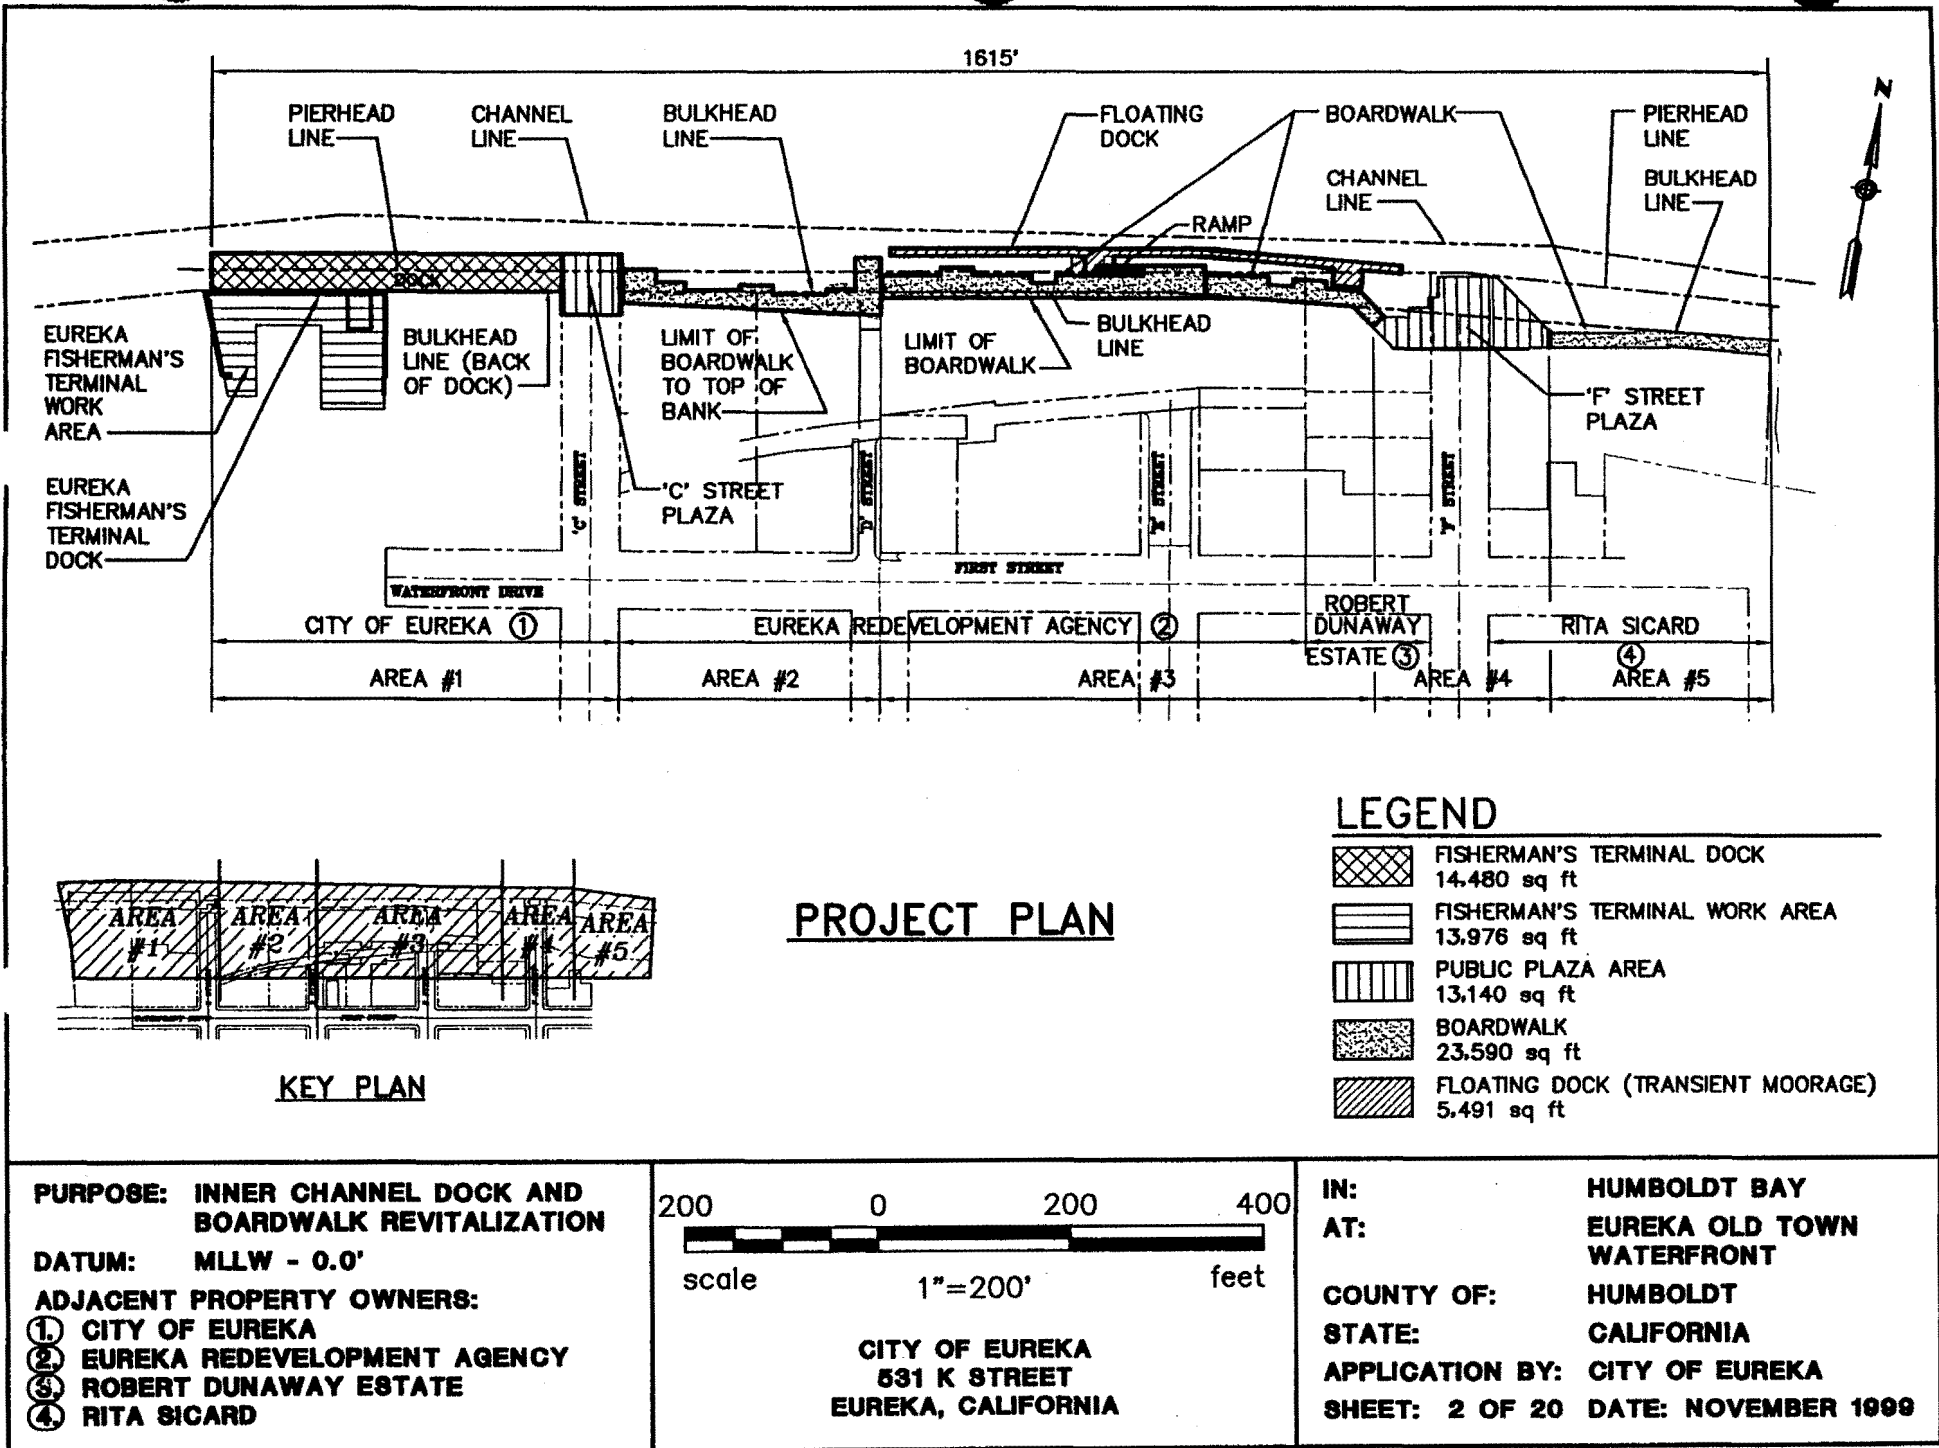 1615'
PIERHEAD
LINE
CHANNEL
LINE
BULKHEAD
LINE
FLOATING
DOCK
BOARDWALK
PIERHEAD
LINE
N
CHANNEL
LINE
BULKHEAD
LINE
RAMP
DOCK
EUREKA
FISHERMAN'S
TERMINAL
WORK
AREA
BULKHEAD
LINE (BACK
OF DOCK)
LIMIT OF
BOARDWALK
TO TOP OF
BANK
LIMIT OF
BOARDWALK
BULKHEAD
LINE
'F' STREET
PLAZA
EUREKA
FISHERMAN'S
TERMINAL
DOCK
'C' STREET
PLAZA
'C' STREET
'D' STREET
'E' STREET
'F' STREET
FIRST STREET
WATERFRONT DRIVE
CITY OF EUREKA 1
EUREKA REDEVELOPMENT AGENCY 2
ROBERT
DUNAWAY
ESTATE 3
RITA SICARD
4
AREA #1
AREA #2
AREA #3
AREA #4
AREA #5
LEGEND
FISHERMAN'S TERMINAL DOCK
14,480 sq ft
FISHERMAN'S TERMINAL WORK AREA
13,976 sq ft
PUBLIC PLAZA AREA
13,140 sq ft
BOARDWALK
23,590 sq ft
FLOATING DOCK (TRANSIENT MOORAGE)
5,491 sq ft
PROJECT PLAN
AREA
#1
AREA
#2
AREA
#3
AREA
#4
AREA
#5
KEY PLAN
PURPOSE: INNER CHANNEL DOCK AND
BOARDWALK REVITALIZATION
DATUM: MLLW - 0.0'
ADJACENT PROPERTY OWNERS:
1. CITY OF EUREKA
2. EUREKA REDEVELOPMENT AGENCY
3. ROBERT DUNAWAY ESTATE
4. RITA SICARD
200 0 200 400
scale 1"=200' feet
CITY OF EUREKA
531 K STREET
EUREKA, CALIFORNIA
IN: HUMBOLDT BAY
AT: EUREKA OLD TOWN
WATERFRONT
COUNTY OF: HUMBOLDT
STATE: CALIFORNIA
APPLICATION BY: CITY OF EUREKA
SHEET: 2 OF 20 DATE: NOVEMBER 1999